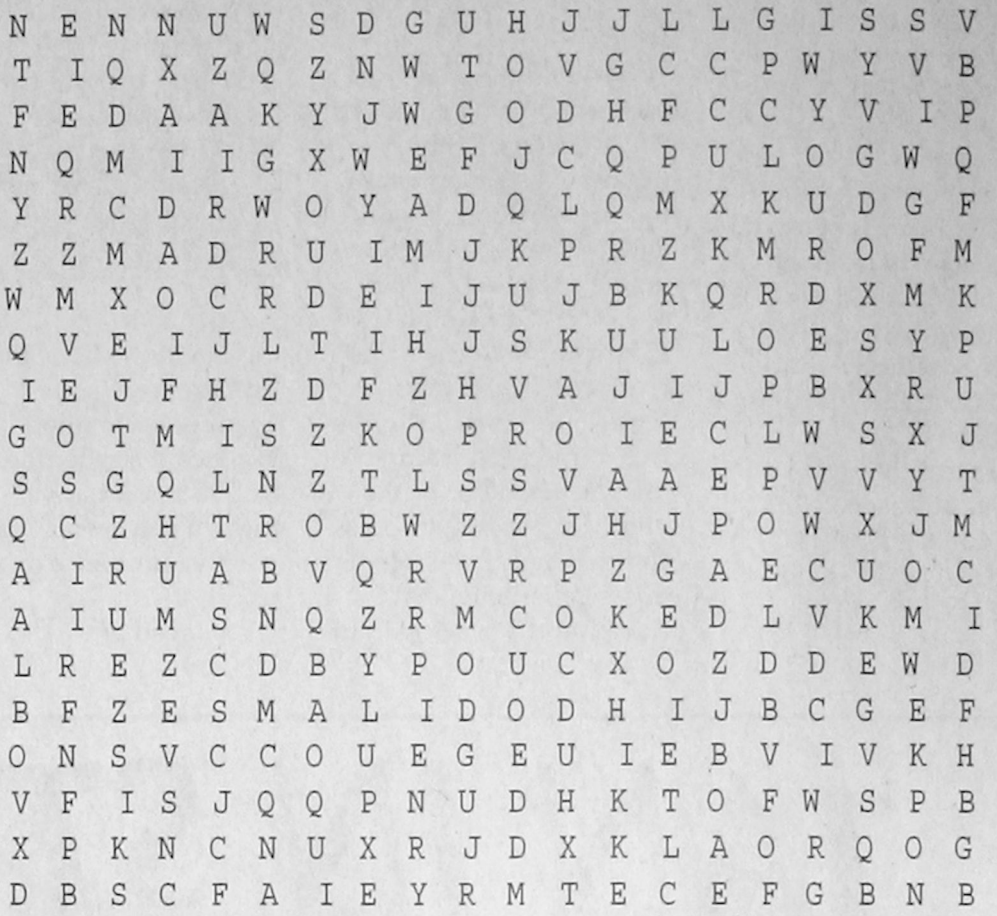 N E N N U W S D G U H J J L L G I S S V
T I Q X Z Q Z N W T O V G C C P W Y V B
F E D A A K Y J W G O D H F C C Y V I P
N Q M I I G X W E F J C Q P U L O G W Q
Y R C D R W O Y A D Q L Q M X K U D G F
Z Z M A D R U I M J K P R Z K M R O F M
W M X O C R D E I J U J B K Q R D X M K
Q V E I J L T I H J S K U U L O E S Y P
I E J F H Z D F Z H V A J I J P B X R U
G O T M I S Z K O P R O I E C L W S X J
S S G Q L N Z T L S S V A A E P V V Y T
Q C Z H T R O B W Z Z J H J P O W X J M
A I R U A B V Q R V R P Z G A E C U O C
A I U M S N Q Z R M C O K E D L V K M I
L R E Z C D B Y P O U C X O Z D D E W D
B F Z E S M A L I D O D H I J B C G E F
O N S V C C O U E G E U I E B V I V K H
V F I S J Q Q P N U D H K T O F W S P B
X P K N C N U X R J D X K L A O R Q O G
D B S C F A I E Y R M T E C E F G B N B